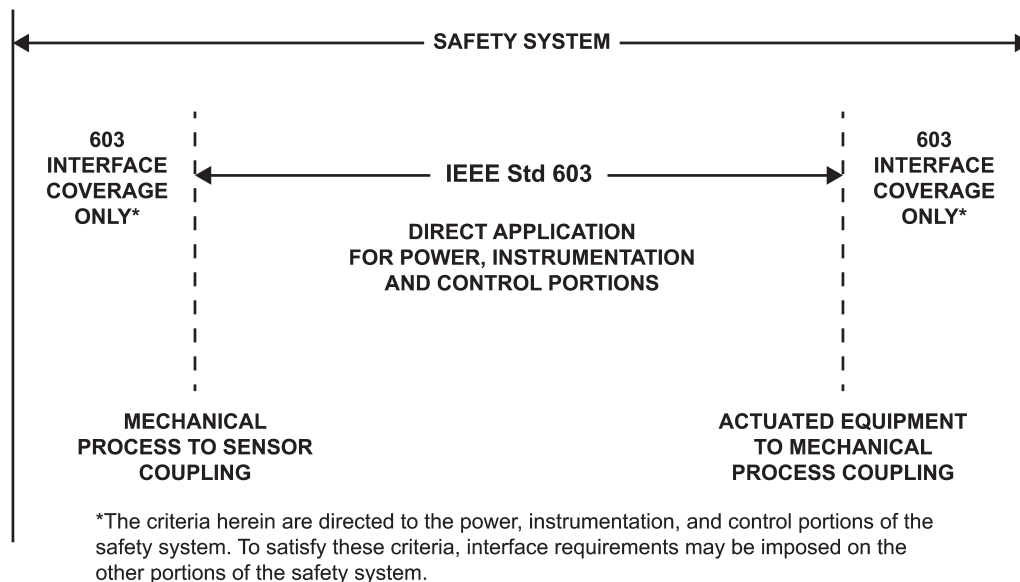 SAFETY SYSTEM
603
INTERFACE
COVERAGE
ONLY*
IEEE Std 603
DIRECT APPLICATION
FOR POWER, INSTRUMENTATION
AND CONTROL PORTIONS
603
INTERFACE
COVERAGE
ONLY*
MECHANICAL
PROCESS TO SENSOR
COUPLING
ACTUATED EQUIPMENT
TO MECHANICAL
PROCESS COUPLING
*The criteria herein are directed to the power, instrumentation, and control portions of the
safety system. To satisfy these criteria, interface requirements may be imposed on the
other portions of the safety system.